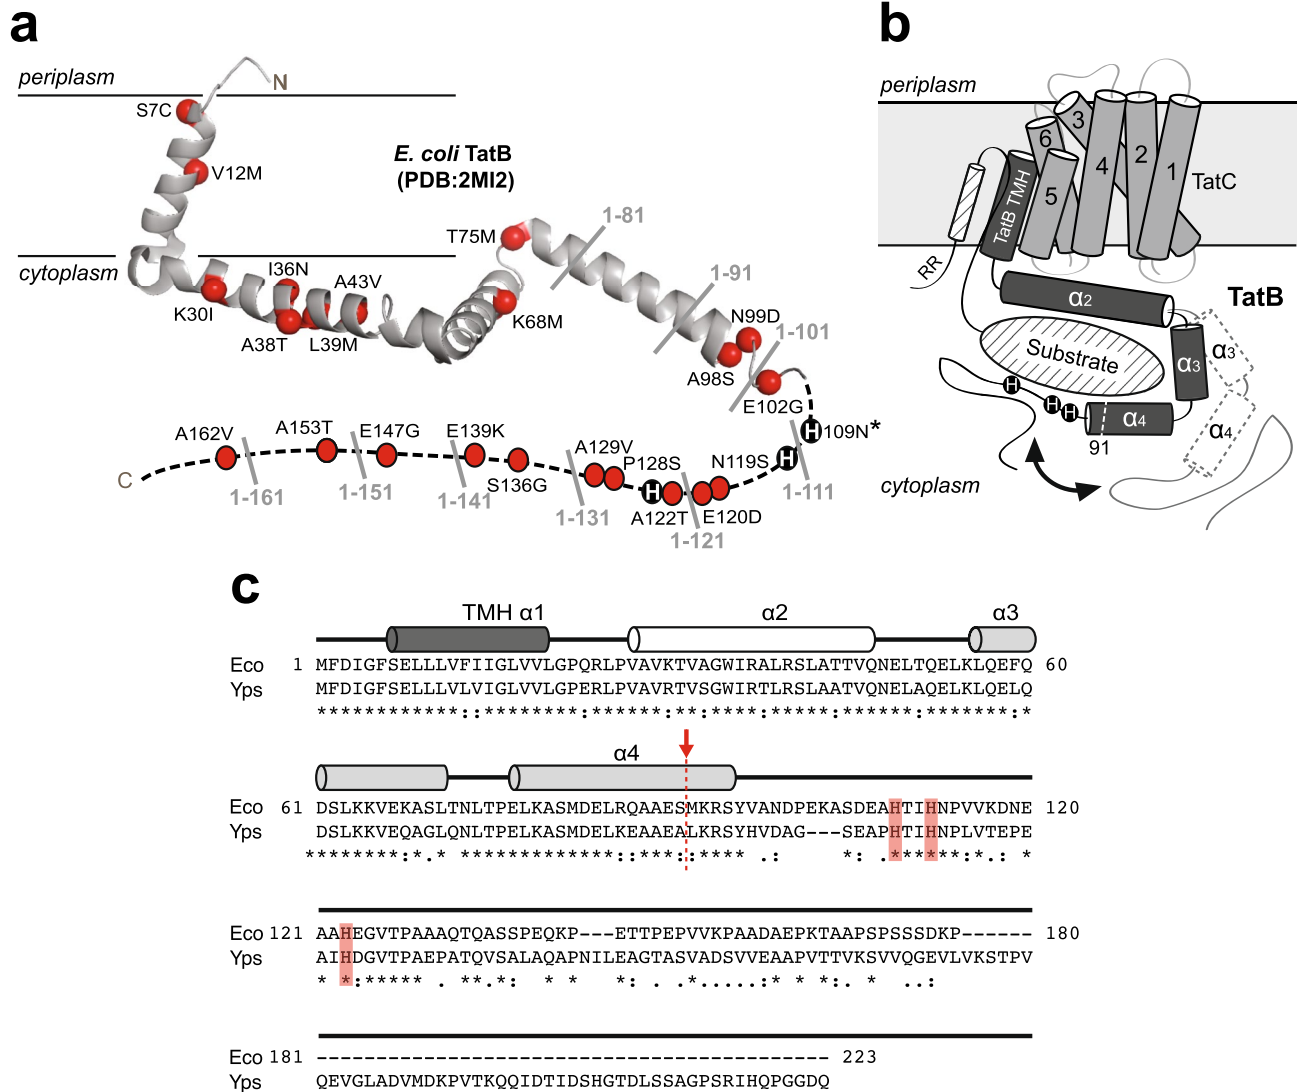 a
periplasm
N
S7C
V12M
E. coli TatB
(PDB:2MI2)
cytoplasm
K30I
I36N
A38T
L39M
A43V
T75M
K68M
1-81
1-91
N99D
1-101
A98S
E102G
H 109N*
H
1-111
N119S
E120D
1-121
H
A122T
P128S
A129V
1-131
S136G
E139K
1-141
E147G
1-151
A153T
1-161
A162V
C
b
periplasm
6
3
4
2
1
5
TatC
TatB TMH
RR
TatB
α2
α3
α3
Substrate
H
H
H
α4
α4
91
cytoplasm
c
TMH α1
α2
α3
Eco 1 MFDIGFSELLLVFIIGLVVLGPQRLPVAVKTVAGWIRALRSLATTVQNELTQELKLQEFQ 60
Yps MFDIGFSELLLVLVIGLVVLGPERLPVAVRTVSGWIRTLRSLAATVQNELAQELKLQELQ
************::*********:******:**:****:*****:******:*******:*
α4
Eco 61 DSLKKVEKASLTNLTPELKASMDELRQAAESMKRSYVANDPEKASDEAHTIHNPVVKDNE 120
Yps DSLKKVEQAGLQNLTPELKASMDELKEAAEALKRSYHVDAG---SEAPHTIHNPLVTEPE
********:*.* *************::***::**** .: *: .******:*.: *
Eco 121 AAHEGVTPAAAQTQASSPEQKP---ETTPEPVVKPAADAEPKTAAPSPSSSDKP------ 180
Yps AIHDGVTPAEPATQVSALAQAPNILEAGTASVADSVVEAAPVTTVKSVVQGEVLVKSTPV
* *:***** . **.*: * * *: . . *.....:* *:. * ..:
Eco 181 ------------------------------------------- 223
Yps QEVGLADVMDKPVTKQQIDTIDSHGTDLSSAGPSRIHQPGGDQ